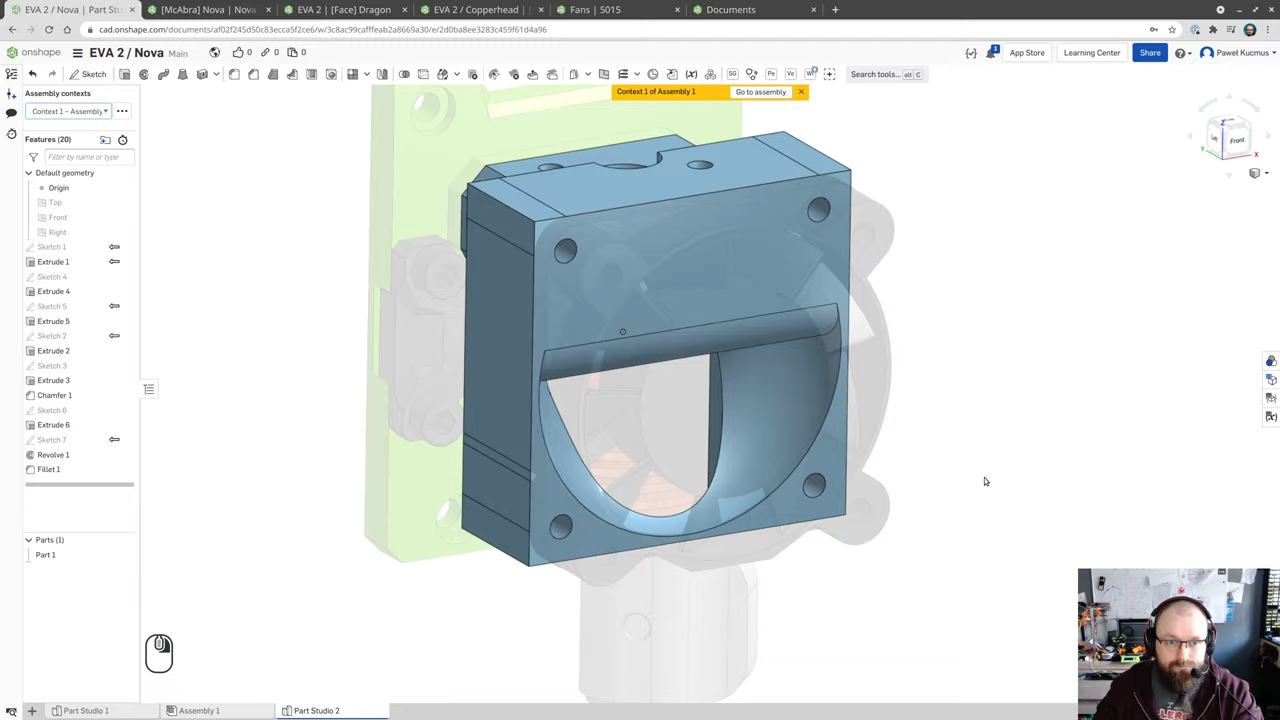 EVA 2 / Nova | Part Studi
[McAbra] Nova | Nova
EVA 2 | [Face] Dragon
EVA 2 / Copperhead |
Fans | 5015
Documents
cad.onshape.com/documents/af02f245d50c83ecca5f2ce6/w/3c8ac99cafffeab2a8669a30/e/2d0ba8ee3283c459f61d4a96
onshape
EVA 2 / Nova Main
0 0 0
1
App Store
Learning Center
Share
Paweł Kucmus
Sketch
Search tools... alt C
Assembly contexts
Context 1 of Assembly 1
Go to assembly
Context 1 – Assembly
Features (20)
Filter by name or type
Default geometry
Origin
Top
Front
Right
Sketch 1
Extrude 1
Sketch 4
Extrude 4
Sketch 5
Extrude 5
Sketch 2
Extrude 2
Sketch 3
Extrude 3
Chamfer 1
Sketch 6
Extrude 6
Sketch 7
Revolve 1
Fillet 1
Parts (1)
Part 1
Z
Left
Front
Y
X
Part Studio 1
Assembly 1
Part Studio 2